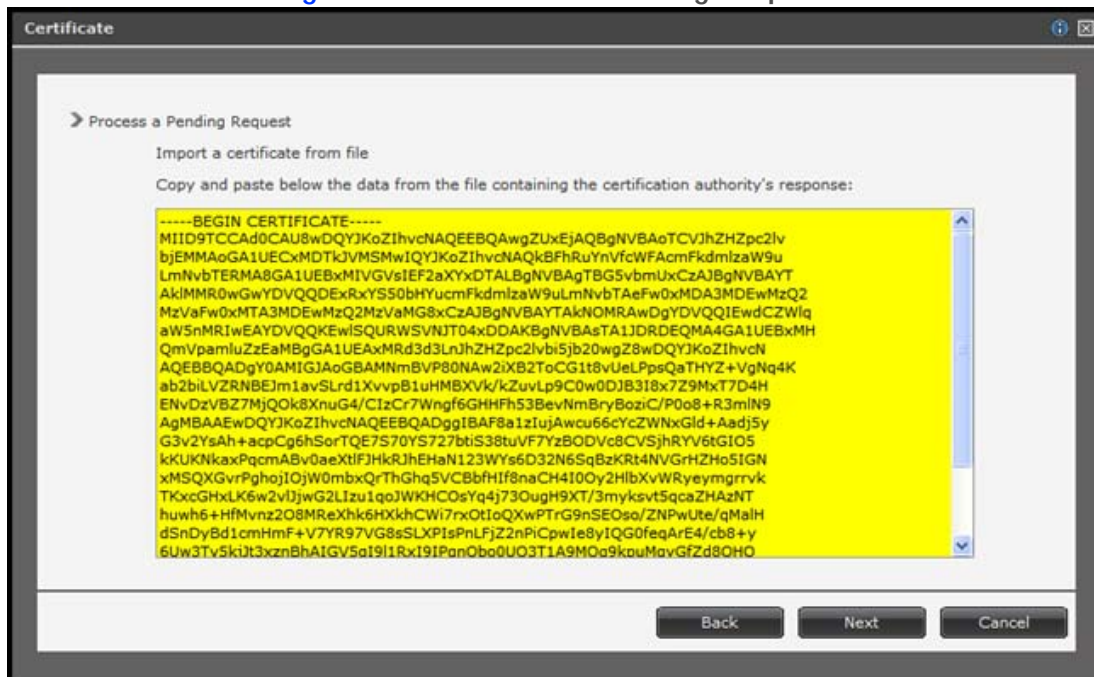 Certificate
Process a Pending Request
Import a certificate from file
Copy and paste below the data from the file containing the certification authority's response:
-----BEGIN CERTIFICATE-----
MIID9TCCAd0CAU8wDQYJKoZIhvcNAQEEBQAwgZUxEjAQBgNVBAoTCVJhZHZpc2lv
bjEMMAoGA1UECxMDTkJVMSMwIQYJKoZIhvcNAQkBFhRuYnVfcWFAcmFkdmlzaW9u
LmNvbTERMA8GA1UEBxMIVGVsIEF2aXYxDTALBgNVBAgTBG5vbmUxCzAJBgNVBAYT
AklMMR0wGwYDVQQDExRxYS50bHYucmFkdmlzaW9uLmNvbTAeFw0xMDA3MDEwMzQ2
MzVaFw0xMTA3MDEwMzQ2MzVaMG8xCzAJBgNVBAYTAkNOMRAwDgYDVQQIEwdCZWlq
aW5nMRIwEAYDVQQKEwlSQURWSVNJT04xDDAKBgNVBAsTA1JDRDEQMA4GA1UEBxMH
QmVpamluZzEaMBgGA1UEAxMRd3d3LnJhZHZpc2lvbi5jb20wgZ8wDQYJKoZIhvcN
AQEBBQADgY0AMIGJAoGBAMNmBVP80NAw2iXB2ToCG1t8vUeLPpsQaTHYZ+VgNq4K
ab2biLVZRNBEJm1avSLrd1XvvpB1uHMBXVk/kZuvLp9C0w0DJB3I8x7Z9MxT7D4H
ENvDzVBZ7MjQOk8XnuG4/CIzCr7Wngf6GHHFh53BevNmBryBoziC/P0o8+R3mlN9
AgMBAAEwDQYJKoZIhvcNAQEEBQADggIBAF8a1zIujAwcu66cYcZWNxGld+Aadj5y
G3v2YsAh+acpCg6hSorTQE7S70YS727btiS38tuVF7YzBODVc8CVSjhRYV6tGIO5
kKUKNkaxPqcmABv0aeXtlFJHkRJhEHaN123WYs6D32N6SqBzKRt4NVGrHZHo5IGN
xMSQXGvrPghojIOjW0mbxQrThGhq5VCBbfHIf8naCH4I0Oy2HlbXvWRyeymgrrvk
TKxcGHxLK6w2vlJjwG2LIzu1qoJWKHCOsYq4j73OugH9XT/3myksvt5qcaZHAzNT
huwh6+HfMvnz2O8MReXhk6HXkhCWi7rxOtIoQXwPTrG9nSEOso/ZNPwUte/qMalH
dSnDyBd1cmHmF+V7YR97VG8sSLXPIsPnLFjZ2nPiCpwIe8yIQG0feqArE4/cb8+y
Back
Next
Cancel